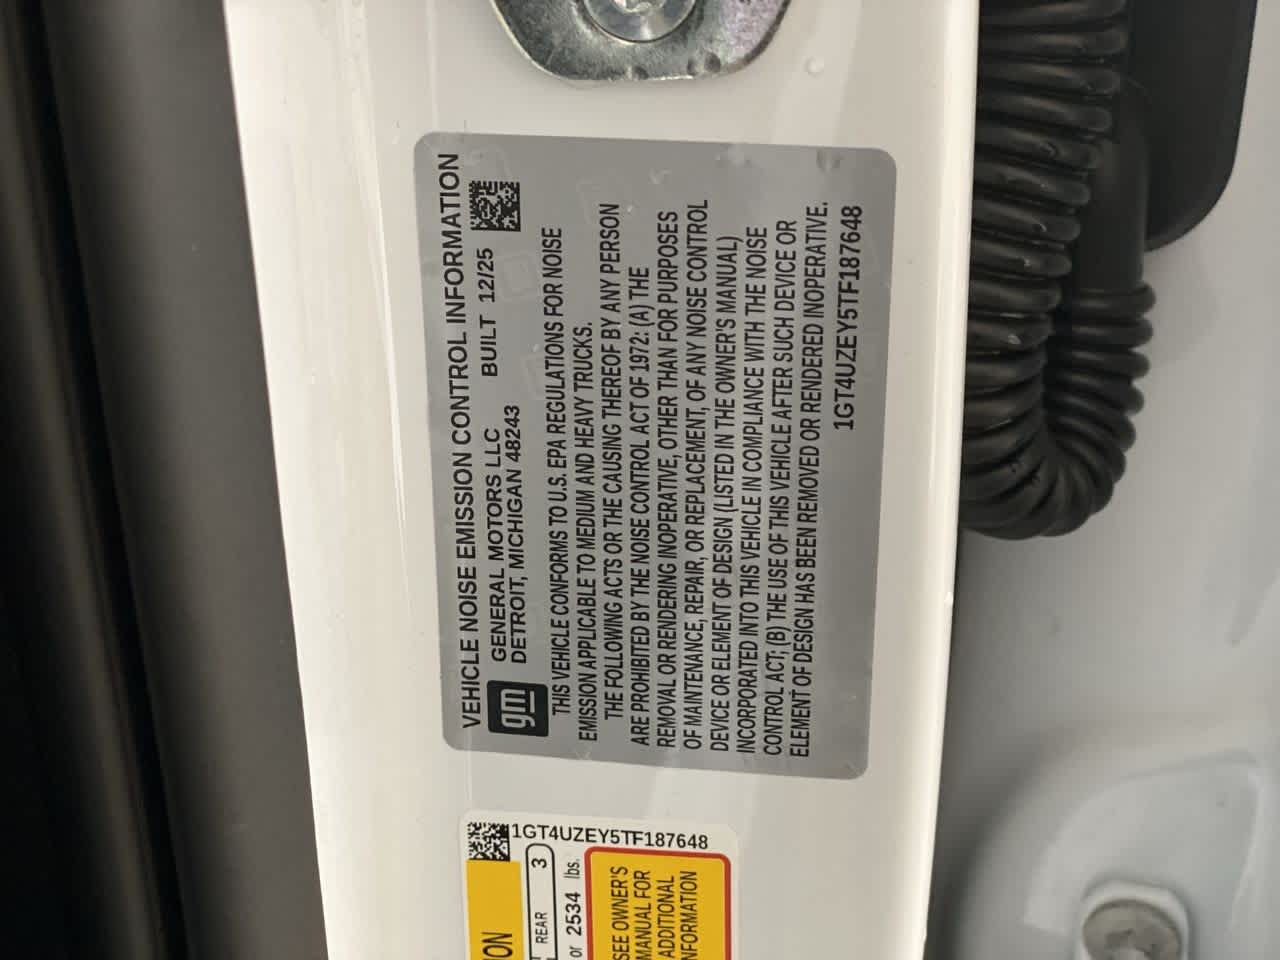 VEHICLE NOISE EMISSION CONTROL INFORMATION
gm
GENERAL MOTORS LLC
BUILT 12/25
DETROIT, MICHIGAN 48243
THIS VEHICLE CONFORMS TO U.S. EPA REGULATIONS FOR NOISE
EMISSION APPLICABLE TO MEDIUM AND HEAVY TRUCKS.
THE FOLLOWING ACTS OR THE CAUSING THEREOF BY ANY PERSON
ARE PROHIBITED BY THE NOISE CONTROL ACT OF 1972: (A) THE
REMOVAL OR RENDERING INOPERATIVE, OTHER THAN FOR PURPOSES
OF MAINTENANCE, REPAIR, OR REPLACEMENT, OF ANY NOISE CONTROL
DEVICE OR ELEMENT OF DESIGN (LISTED IN THE OWNER'S MANUAL)
INCORPORATED INTO THIS VEHICLE IN COMPLIANCE WITH THE NOISE
CONTROL ACT; (B) THE USE OF THIS VEHICLE AFTER SUCH DEVICE OR
ELEMENT OF DESIGN HAS BEEN REMOVED OR RENDERED INOPERATIVE.
1GT4UZEY5TF187648
1GT4UZEY5TF187648
REAR 3
or 2534 lbs.
SEE OWNER'S
MANUAL FOR
ADDITIONAL
INFORMATION